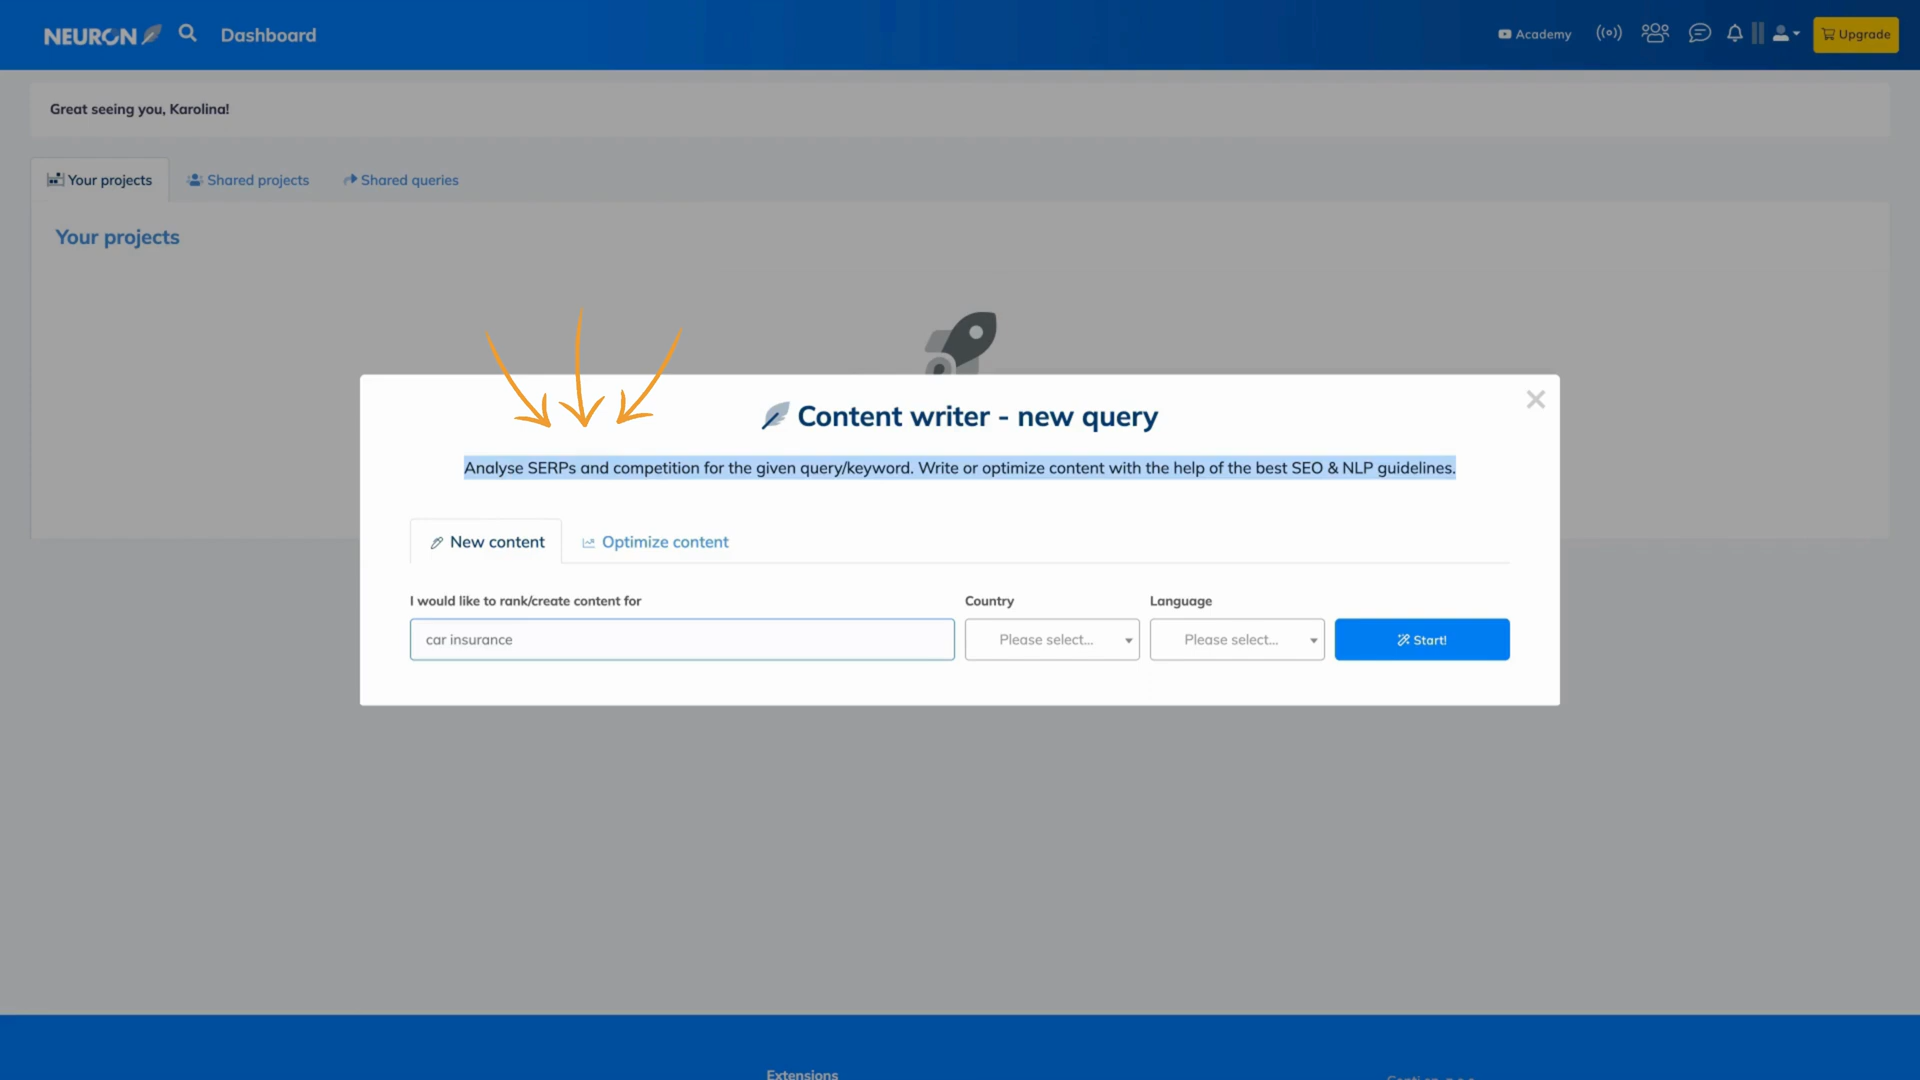 NEURON Dashboard Academy Upgrade
Great seeing you, Karolina!
Your projects Shared projects Shared queries
Your projects
Content writer - new query
Analyse SERPs and competition for the given query/keyword. Write or optimize content with the help of the best SEO & NLP guidelines.
New content Optimize content
I would like to rank/create content for Country Language
car insurance Please select... Please select... Start!
Extensions